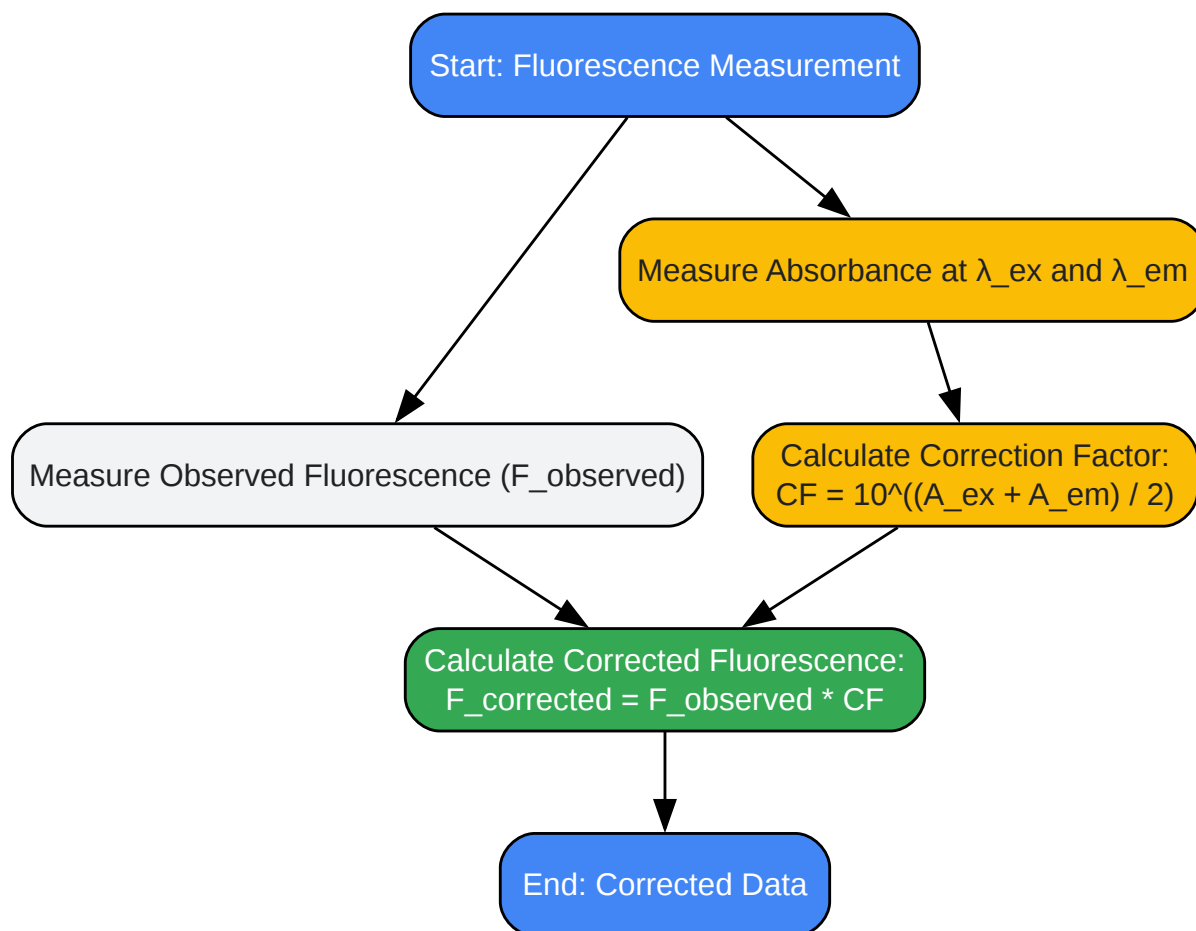 Start: Fluorescence Measurement
Measure Absorbance at λ_ex and λ_em
Measure Observed Fluorescence (F_observed)
Calculate Correction Factor:
CF = 10^((A_ex + A_em) / 2)
Calculate Corrected Fluorescence:
F_corrected = F_observed * CF
End: Corrected Data